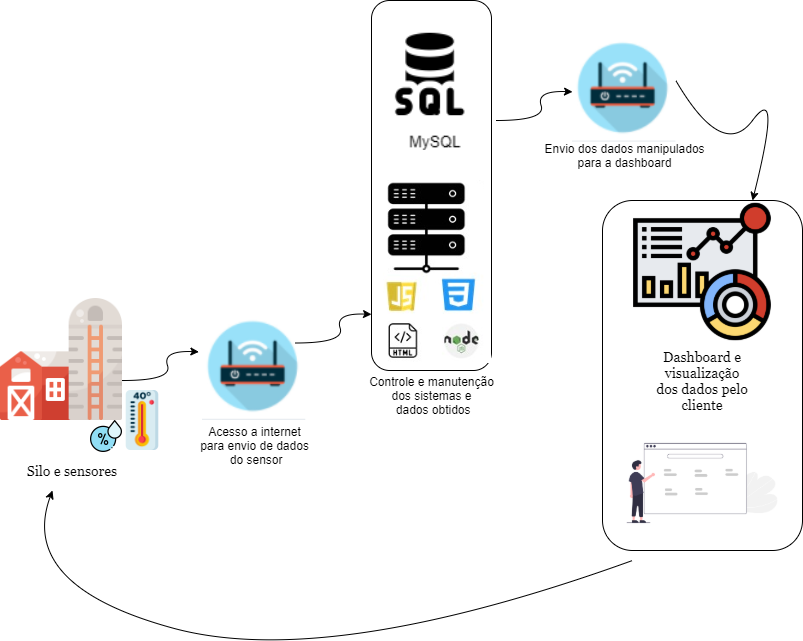 SQL
MySQL
Envio dos dados manipulados
para a dashboard
JS
3
</>
HTML
node
JS
Controle e manutenção
dos sistemas e
dados obtidos
Dashboard e
visualização
dos dados pelo
cliente
40°
%
Acesso a internet
para envio de dados
do sensor
Silo e sensores